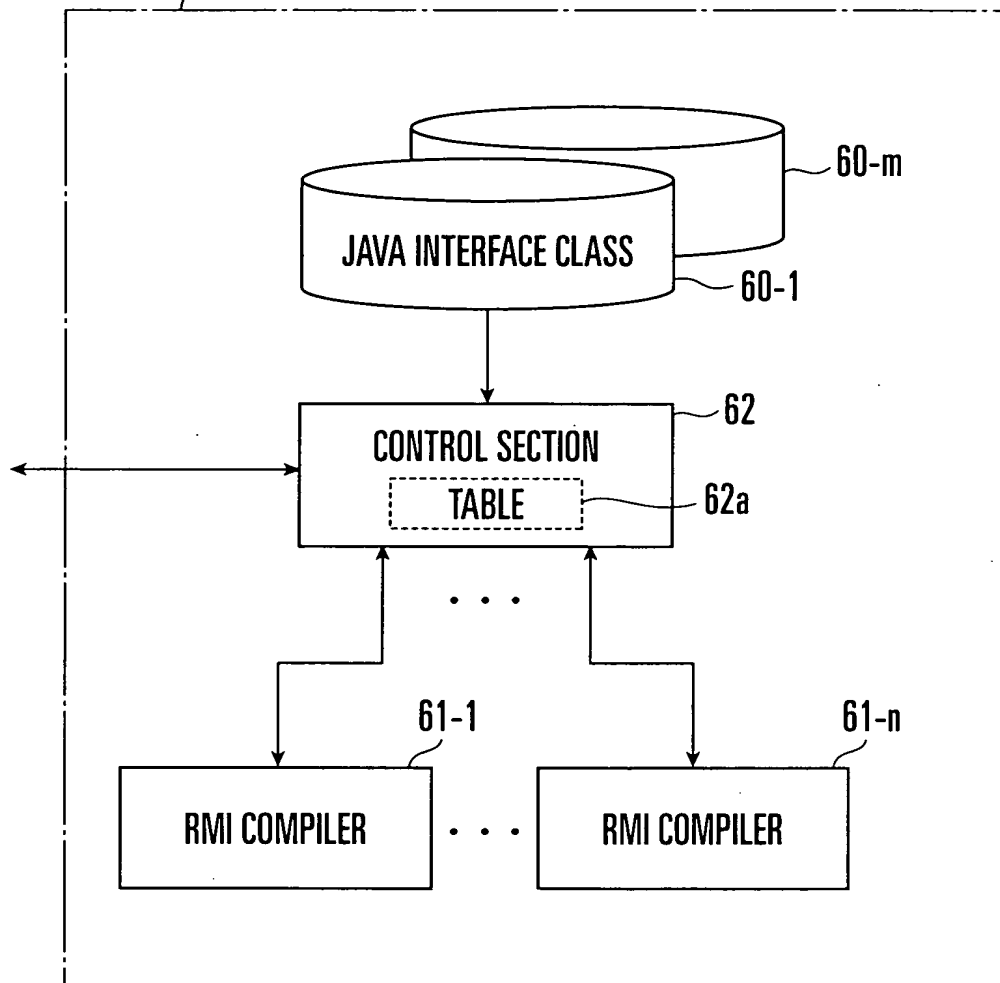 60-m
JAVA INTERFACE CLASS
60-1
62
CONTROL SECTION
TABLE
62a
. . .
61-1
61-n
RMI COMPILER
. . .
RMI COMPILER